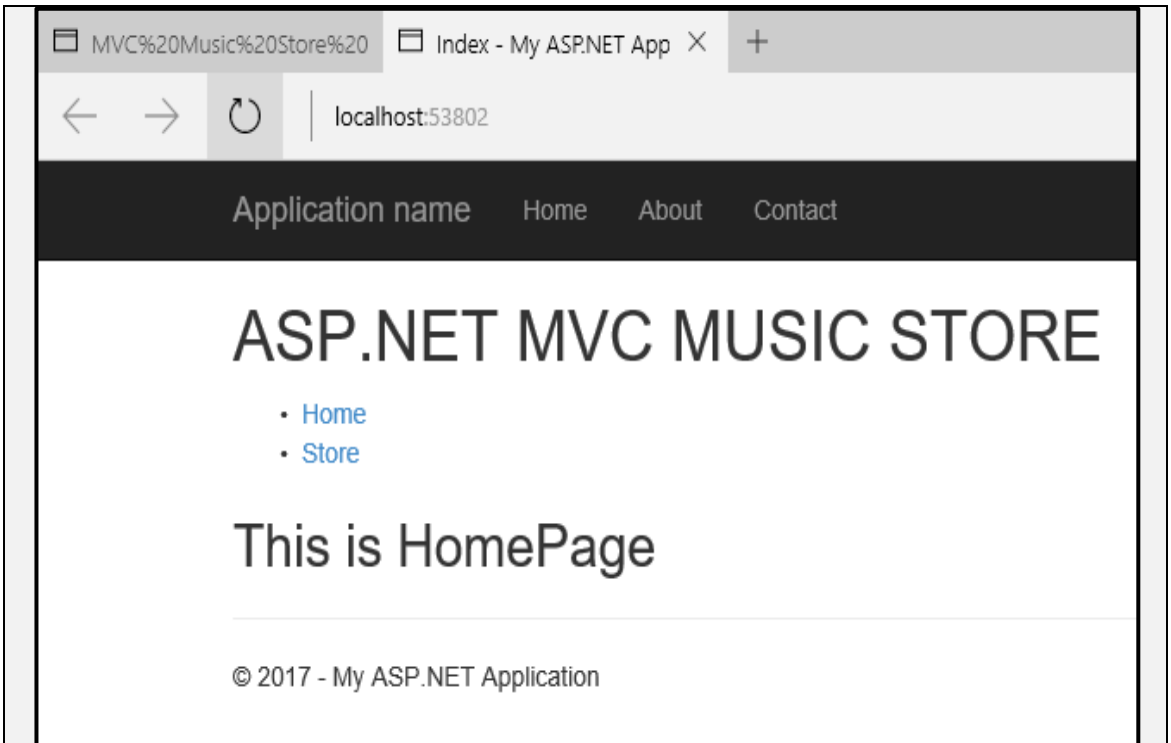 MVC%20Music%20Store%20 Index - My ASP.NET App
localhost:53802
Application name Home About Contact
ASP.NET MVC MUSIC STORE
• Home
• Store
This is HomePage
© 2017 - My ASP.NET Application